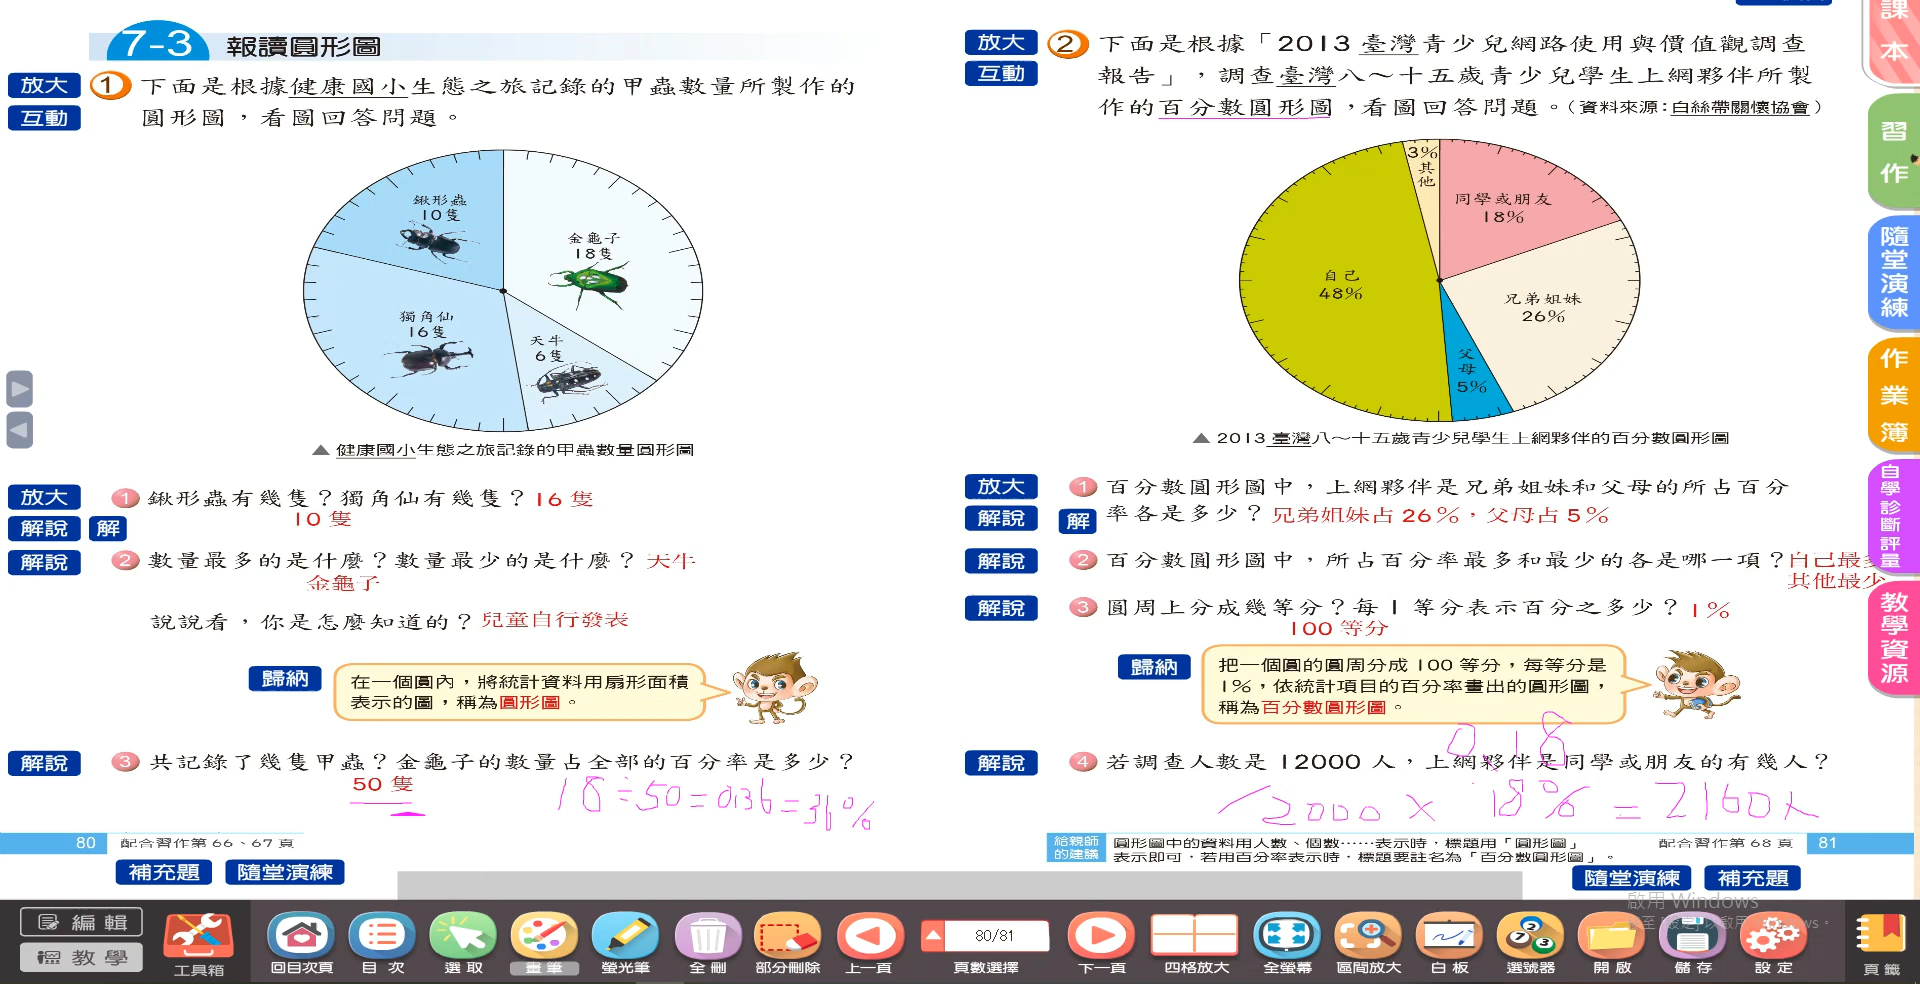 7-3 報讀圓形圖
放大
互動
1 下面是根據健康國小生態之旅記錄的甲蟲數量所製作的
圓形圖，看圖回答問題。
鍬形蟲
10隻
金龜子
18隻
獨角仙
16隻
天牛
6隻
▲ 健康國小生態之旅記錄的甲蟲數量圓形圖
放大
解說 解
1 鍬形蟲有幾隻？獨角仙有幾隻？16 隻
10 隻
解說
2 數量最多的是什麼？數量最少的是什麼？ 天牛
金龜子
說說看，你是怎麼知道的？兒童自行發表
歸納
在一個圓內，將統計資料用扇形面積
表示的圖，稱為圓形圖。
解說
3 共記錄了幾隻甲蟲？金龜子的數量占全部的百分率是多少？
50 隻
18÷50=0.36=36%
80 配合習作第 66、67 頁
補充題 隨堂演練
放大
互動
2 下面是根據「2013 臺灣青少兒網路使用與價值觀調查
報告」，調查臺灣八～十五歲青少兒學生上網夥伴所製
作的百分數圓形圖，看圖回答問題。（資料來源：白絲帶關懷協會）
3%
其他
同學或朋友
18%
自己
48%
兄弟姐妹
26%
父母
5%
▲ 2013 臺灣八～十五歲青少兒學生上網夥伴的百分數圓形圖
放大
解說 解
1 百分數圓形圖中，上網夥伴是兄弟姐妹和父母的所占百分
率各是多少？兄弟姐妹占 26%，父母占 5%
解說
2 百分數圓形圖中，所占百分率最多和最少的各是哪一項？自己最多
其他最少
解說
3 圓周上分成幾等分？每 1 等分表示百分之多少？ 1%
100 等分
歸納
把一個圓的圓周分成 100 等分，每等分是
1%，依統計項目的百分率畫出的圓形圖，
稱為百分數圓形圖。
0.18
解說
4 若調查人數是 12000 人，上網夥伴是同學或朋友的有幾人？
12000 × 18% = 2160人
給親師
的建議
圓形圖中的資料用人數、個數……表示時，標題用「圓形圖」
表示即可，若用百分率表示時，標題要註名為「百分數圓形圖」。
配合習作第 68 頁 81
隨堂演練 補充題
啟用 Windows
課本
習作
隨堂演練
作業簿
自學診斷評量
教學資源
編輯
教學
工具箱
回目次頁
目次
選取
畫筆
螢光筆
全刪
部分刪除
上一頁
80/81
頁數選擇
下一頁
四格放大
全螢幕
區間放大
白板
1 2 3
選號器
開啟
儲存
設定
頁籤